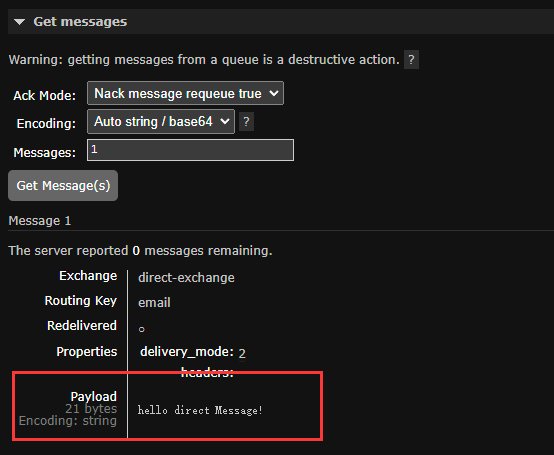 Get messages
Warning: getting messages from a queue is a destructive action. ?
Ack Mode: Nack message requeue true
Encoding: Auto string / base64 ?
Messages: 1
Get Message(s)
Message 1
The server reported 0 messages remaining.
Exchange direct-exchange
Routing Key email
Redelivered ○
Properties delivery_mode: 2
headers:
Payload
21 bytes
Encoding: string
hello direct Message!